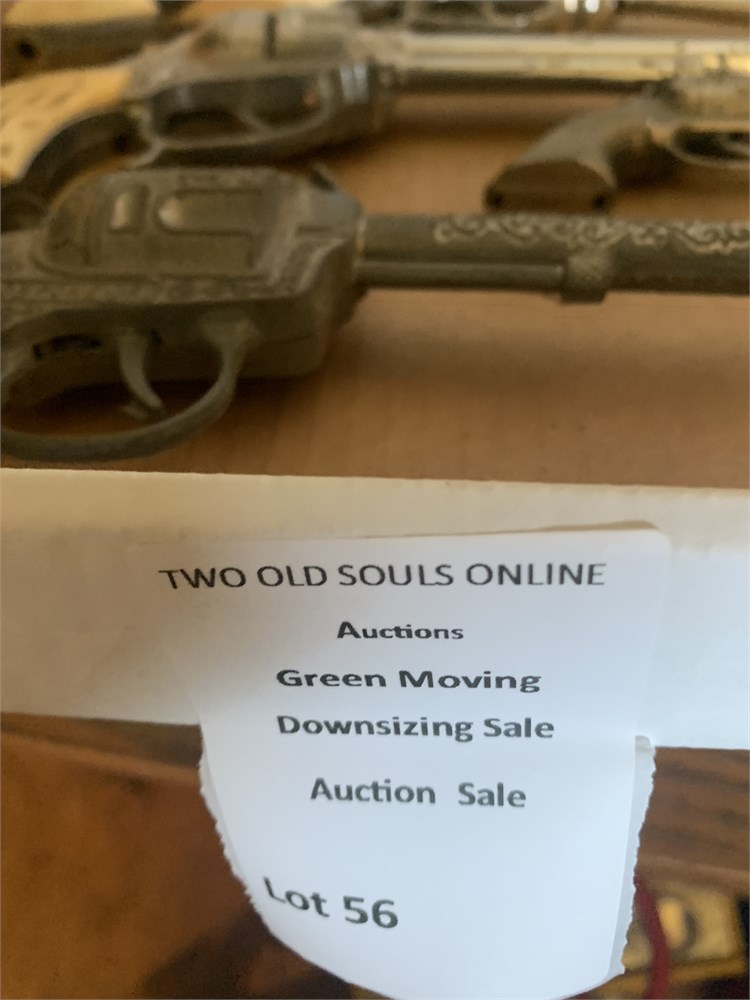 TWO OLD SOULS ONLINE
Auctions
Green Moving
Downsizing Sale
Auction Sale
Lot 56